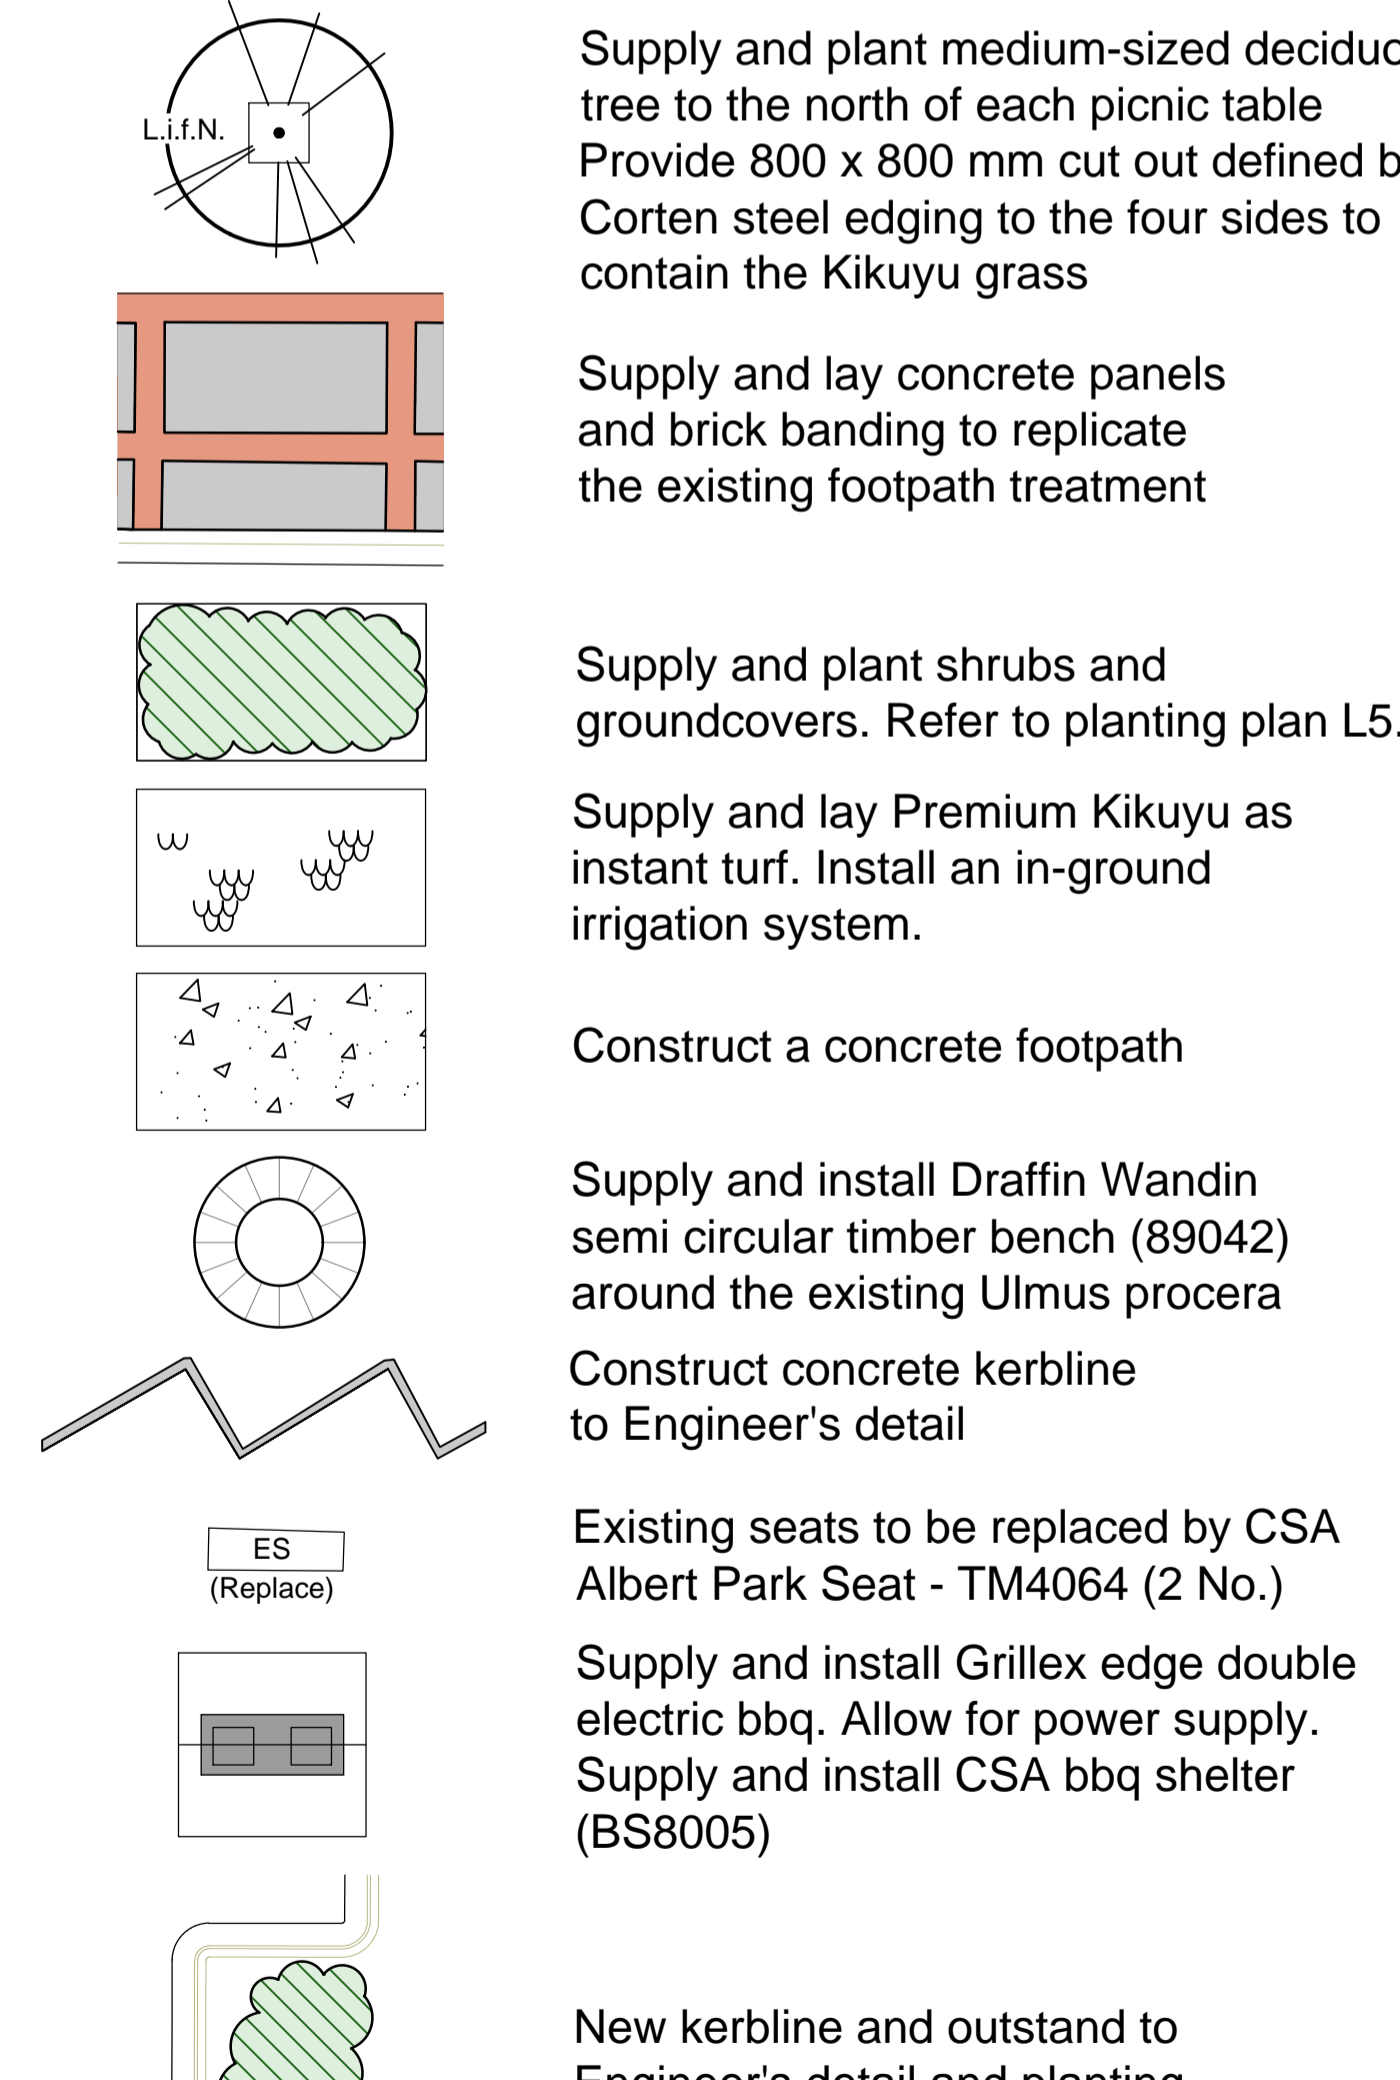 Supply and plant medium-sized
L.i.f.N.
tree to the north of each picnic table
Provide 800 x 800 mm cut out defined
Corten steel edging to the four sides to
contain the Kikuyu grass
Supply and lay concrete panels
and brick banding to replicate
the existing footpath treatment
Supply and plant shrubs and
groundcovers. Refer to planting plan L5.
Supply and lay Premium Kikuyu as
instant turf. Install an in-ground
irrigation system.
Construct a concrete footpath
Supply and install Draffin Wandin
semi circular timber bench (89042)
around the existing Ulmus procera
Construct concrete kerbline
to Engineer's detail
ES
(Replace)
Existing seats to be replaced by CSA
Albert Park Seat - TM4064 (2 No.)
Supply and install Grillex edge double
electric bbq. Allow for power supply.
Supply and install CSA bbq shelter
(BS8005)
New kerbline and outstand to
Engineer's detail and planting